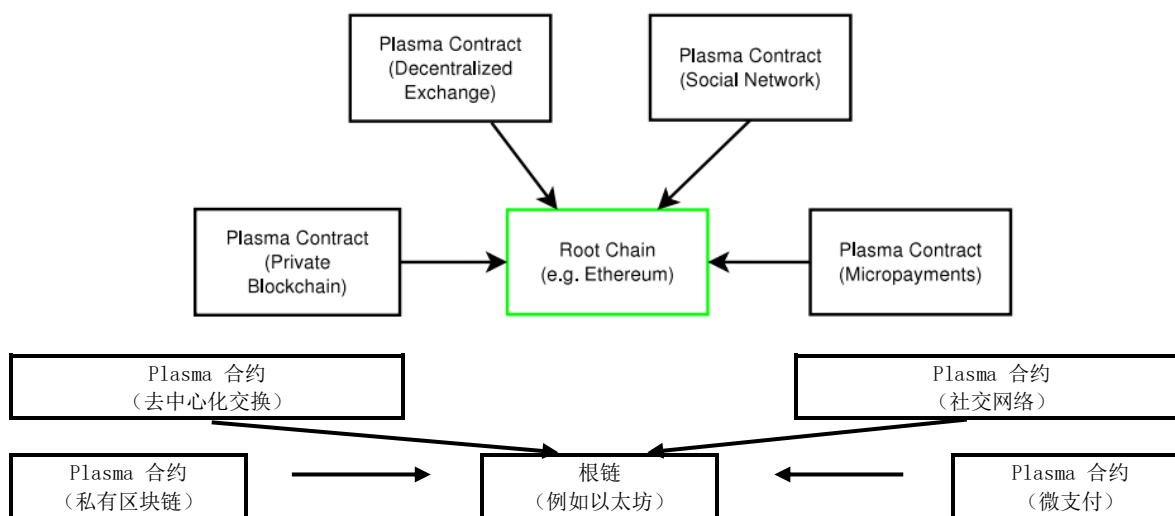 Plasma Contract
(Decentralized
Exchange)
Plasma Contract
(Social Network)
Plasma Contract
(Private
Blockchain)
Root Chain
(e.g. Ethereum)
Plasma Contract
(Micropayments)
Plasma 合约
（去中心化交换）
Plasma 合约
（社交网络）
Plasma 合约
（私有区块链）
根链
（例如以太坊）
Plasma 合约
（微支付）